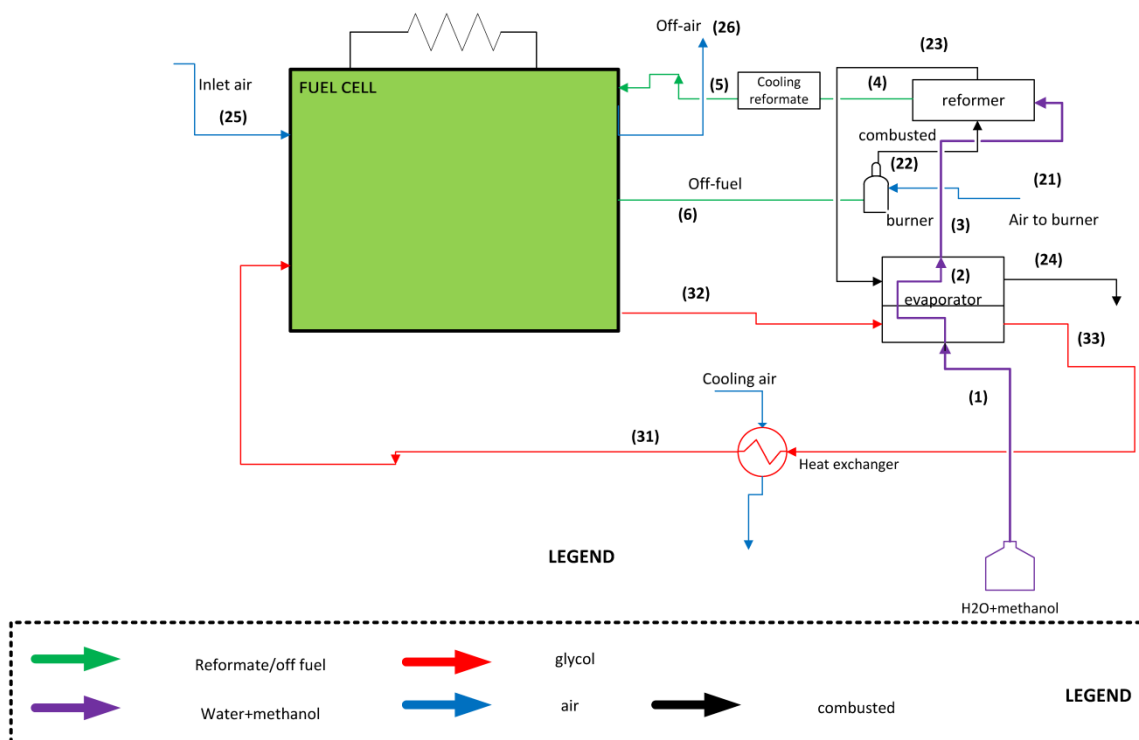 Off-air
(26)
(23)
Inlet air
(25)
FUEL CELL
(5)
Cooling
reformate
(4)
reformer
combusted
(22)
(21)
Off-fuel
(6)
burner
Air to burner
(3)
(24)
(2)
evaporator
(32)
(33)
Cooling air
(1)
(31)
Heat exchanger
LEGEND
H2O+methanol
Reformate/off fuel
glycol
Water+methanol
air
combusted
LEGEND